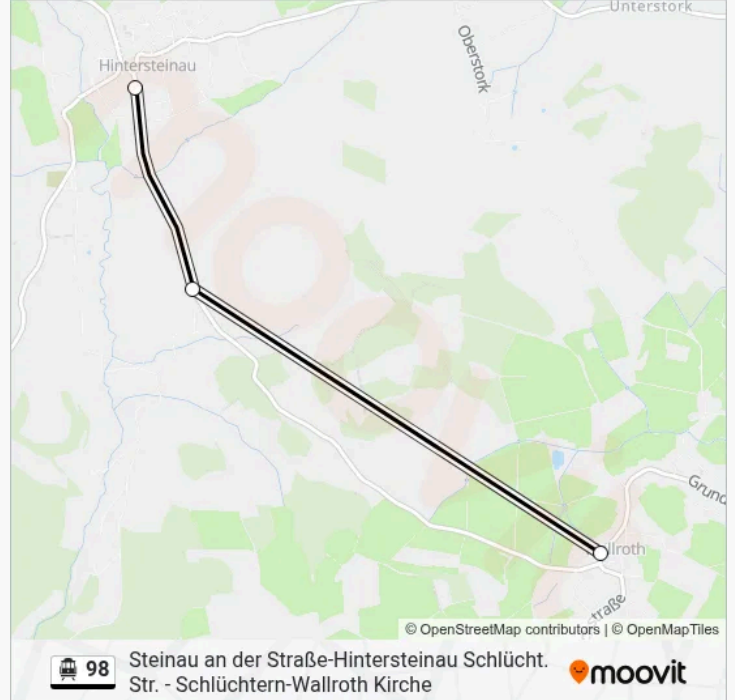 Unterstork
Oberstork
Hintersteinau
Grund
llroth
straße
© OpenStreetMap contributors | © OpenMapTiles
98
Steinau an der Straße-Hintersteinau Schlücht.
Str. - Schlüchtern-Wallroth Kirche
moovit